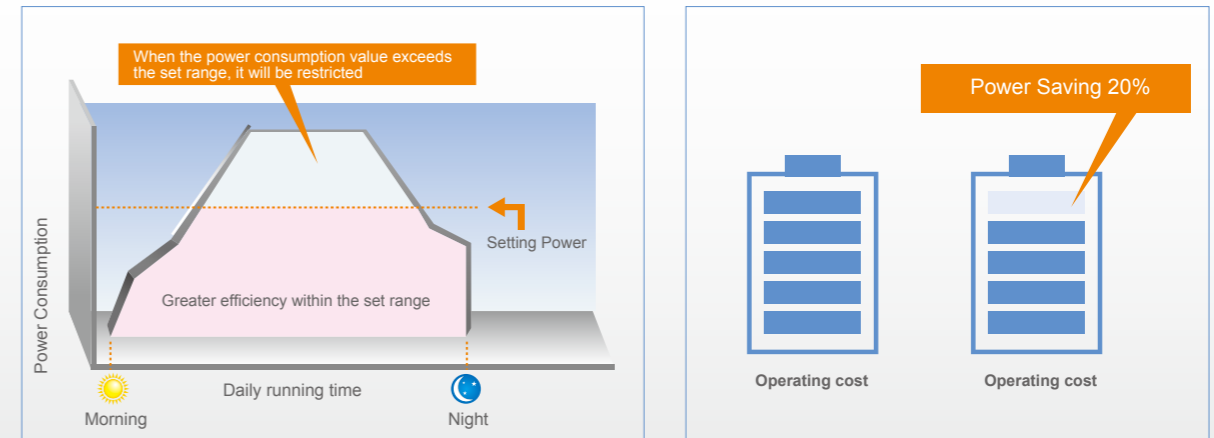 When the power consumption value exceeds
the set range, it will be restricted
Power Consumption
Setting Power
Greater efficiency within the set range
Daily running time
Morning
Night
Power Saving 20%
Operating cost
Operating cost